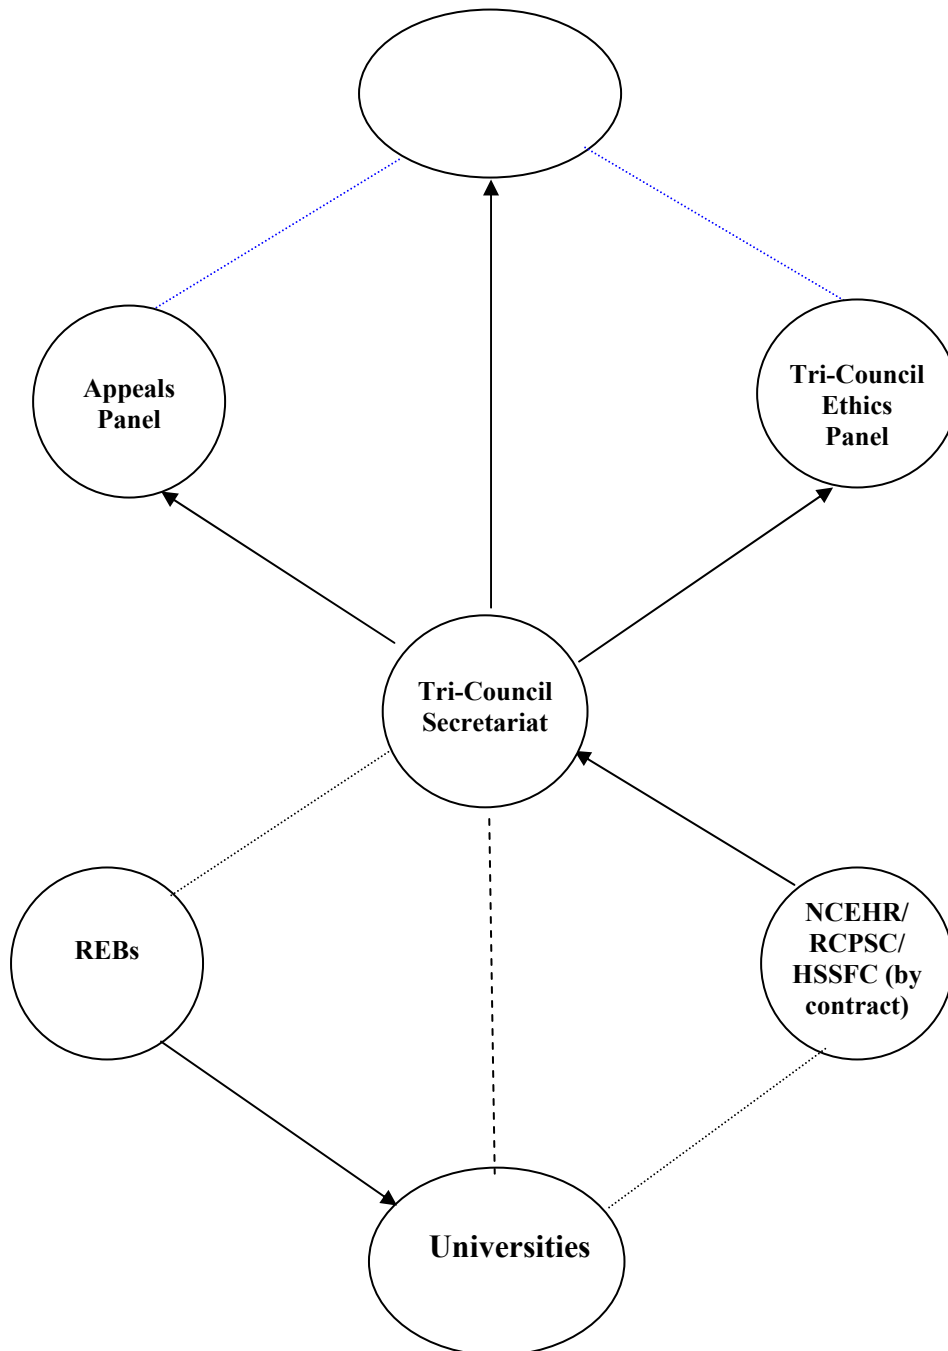 Appeals
Panel
Tri-Council
Ethics
Panel
Tri-Council
Secretariat
REBs
NCEHR/
RCPSC/
HSSFC (by
contract)
Universities